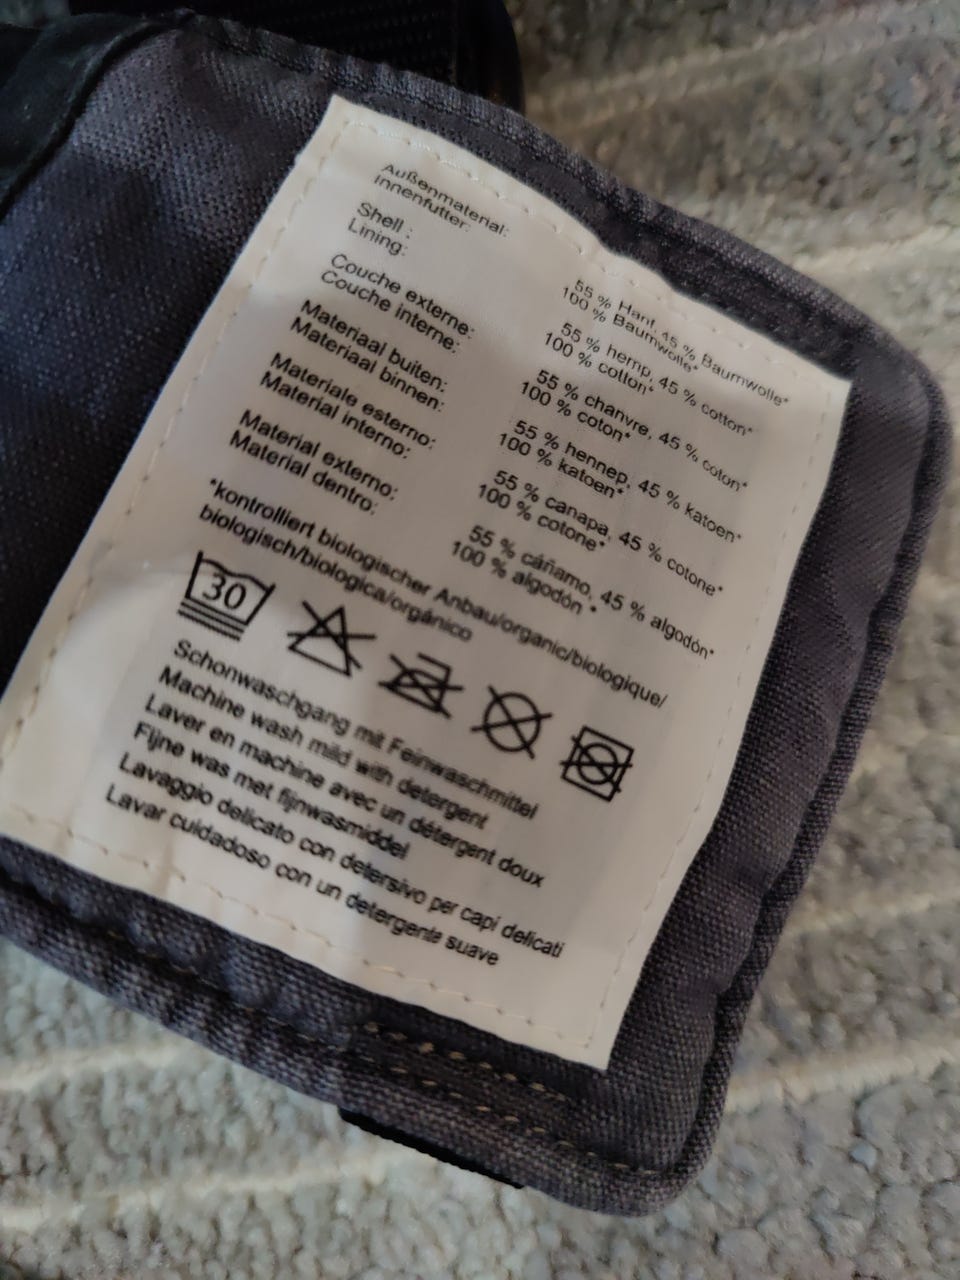 Außenmaterial: 55 % Hanf, 45 % Baumwolle*
Innenfutter: 100 % Baumwolle*
Shell : 55 % hemp, 45 % cotton*
Lining: 100 % cotton*
Couche externe: 55 % chanvre, 45 % coton*
Couche interne: 100 % coton*
Materiaal buiten: 55 % hennep, 45 % katoen*
Materiaal binnen: 100 % katoen*
Materiale esterno: 55 % canapa, 45 % cotone*
Material interno: 100 % cotone*
Material externo: 55 % cáñamo, 45 % algodón*
Material dentro: 100 % algodón *
*kontrolliert biologischer Anbau/organic/biologique/
biologisch/biologica/orgánico
30
Schonwaschgang mit Feinwaschmittel
Machine wash mild with detergent
Laver en machine avec un détergent doux
Fijne was met fijnwasmiddel
Lavaggio delicato con detersivo per capi delicati
Lavar cuidadoso con un detergente suave